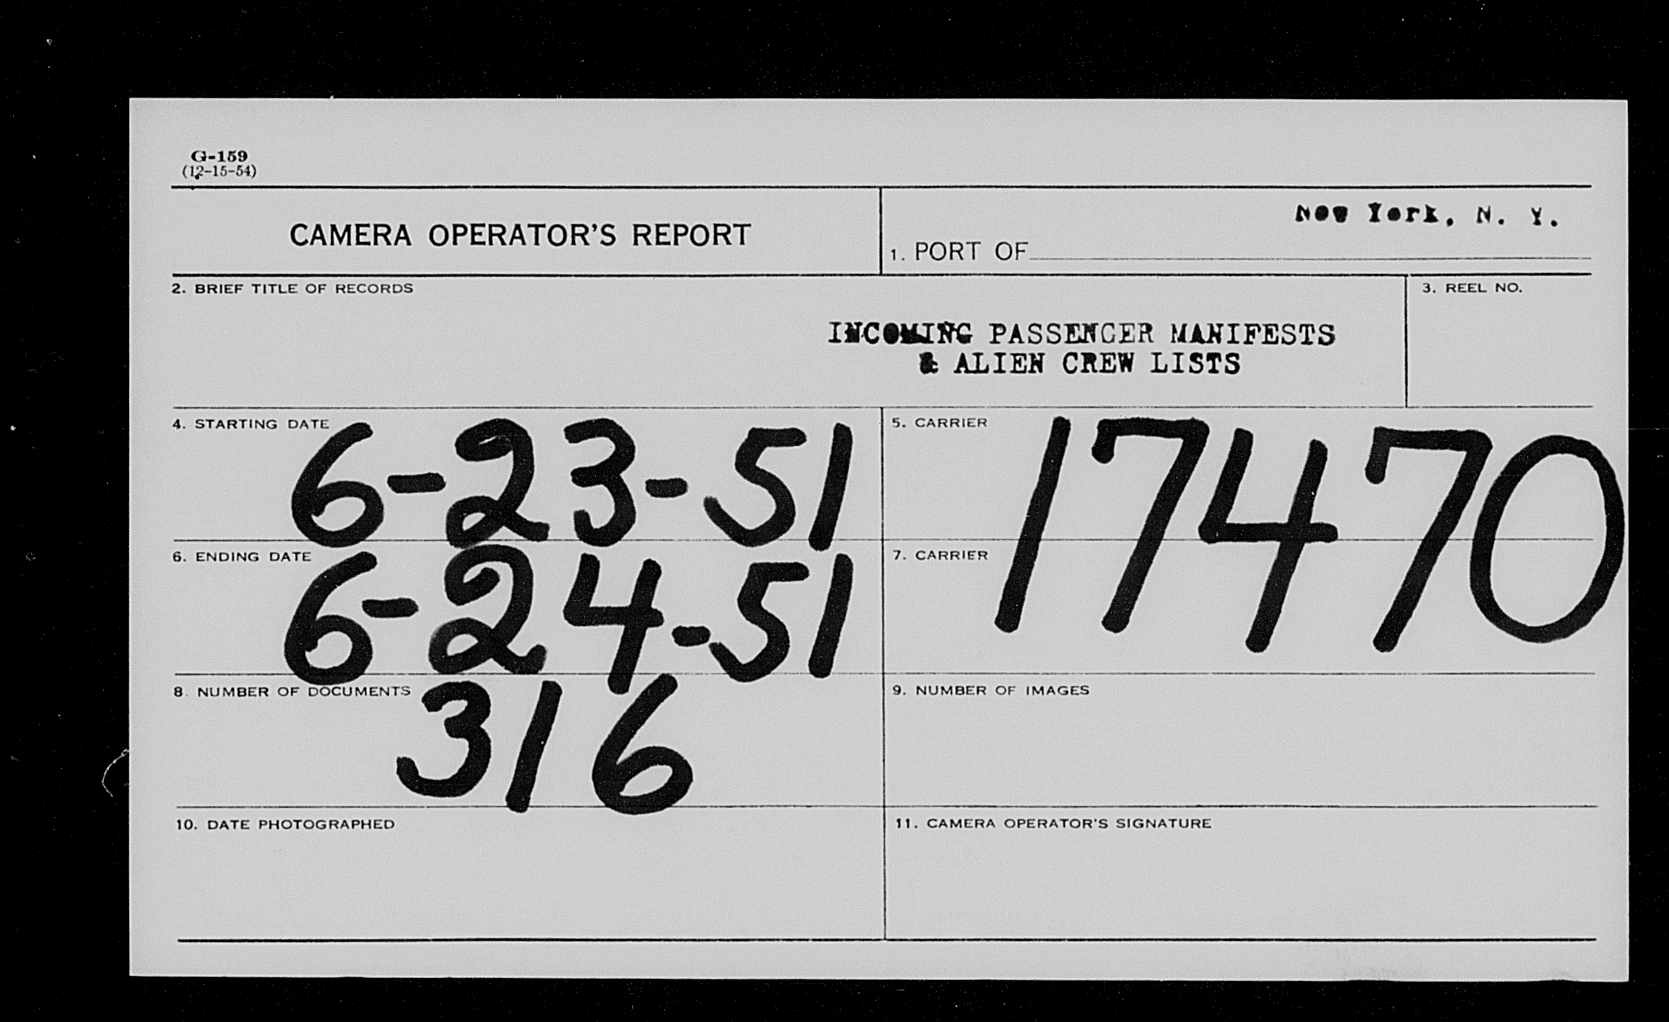 G-159
(12-15-54)
CAMERA OPERATOR'S REPORT
1. PORT OF New York, N. Y.
2. BRIEF TITLE OF RECORDS
INCOMING PASSENGER MANIFESTS
& ALIEN CREW LISTS
3. REEL NO.
4. STARTING DATE 6-23-51
5. CARRIER 17470
6. ENDING DATE 6-24-51
7. CARRIER
8. NUMBER OF DOCUMENTS 316
9. NUMBER OF IMAGES
10. DATE PHOTOGRAPHED
11. CAMERA OPERATOR'S SIGNATURE